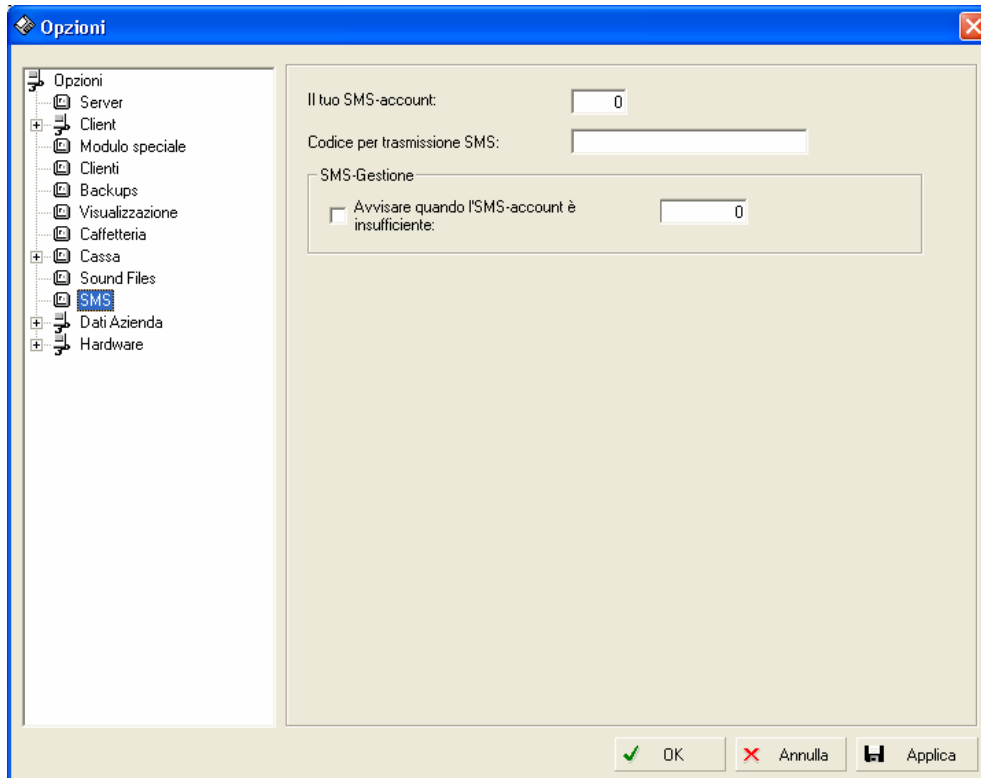 Opzioni
Opzioni
Server
Client
Modulo speciale
Clienti
Backups
Visualizzazione
Caffetteria
Cassa
Sound Files
SMS
Dati Azienda
Hardware
Il tuo SMS-account: 0
Codice per trasmissione SMS:
SMS-Gestione
Avvisare quando l'SMS-account è 0
insufficiente:
OK Annulla Applica